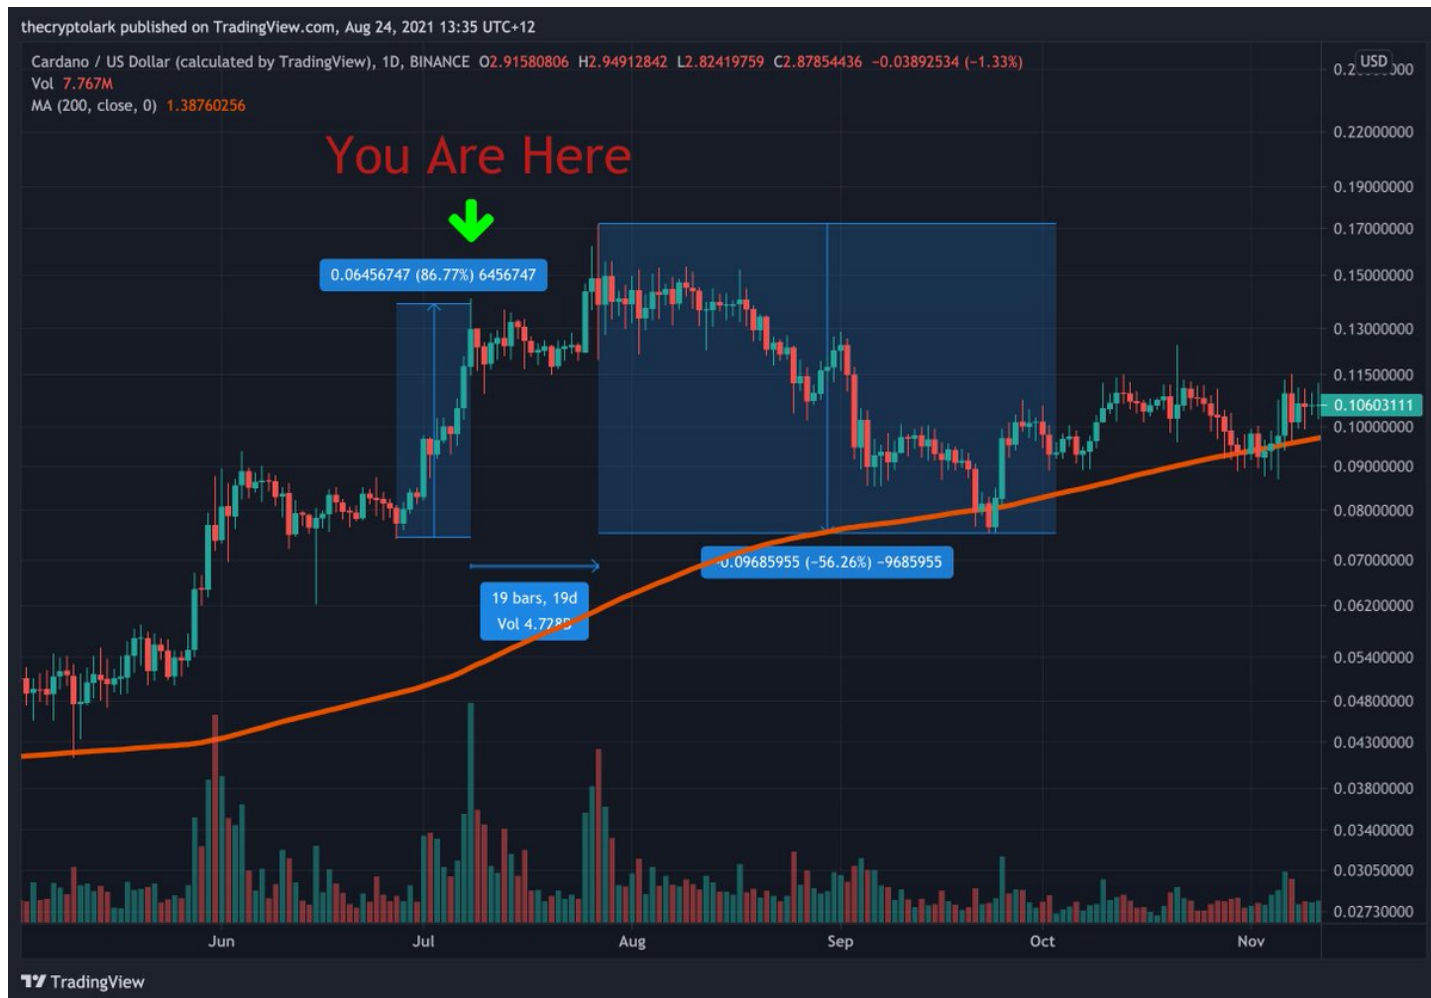 thecryptolark published on TradingView.com, Aug 24, 2021 13:35 UTC+12
Cardano / US Dollar (calculated by TradingView), 1D, BINANCE O2.91580806 H2.94912842 L2.82419759 C2.87854436 −0.03892534 (−1.33%)
Vol 7.767M
MA (200, close, 0) 1.38760256
USD
You Are Here
0.22000000
0.19000000
0.17000000
0.06456747 (86.77%) 6456747
0.15000000
0.13000000
0.11500000
0.10603111
0.10000000
0.09000000
0.08000000
−0.09685955 (−56.26%) −9685955
0.07000000
19 bars, 19d
0.06200000
Vol 4.728B
0.05400000
0.04800000
0.04300000
0.03800000
0.03400000
0.03050000
0.02730000
Jun Jul Aug Sep Oct Nov
TradingView